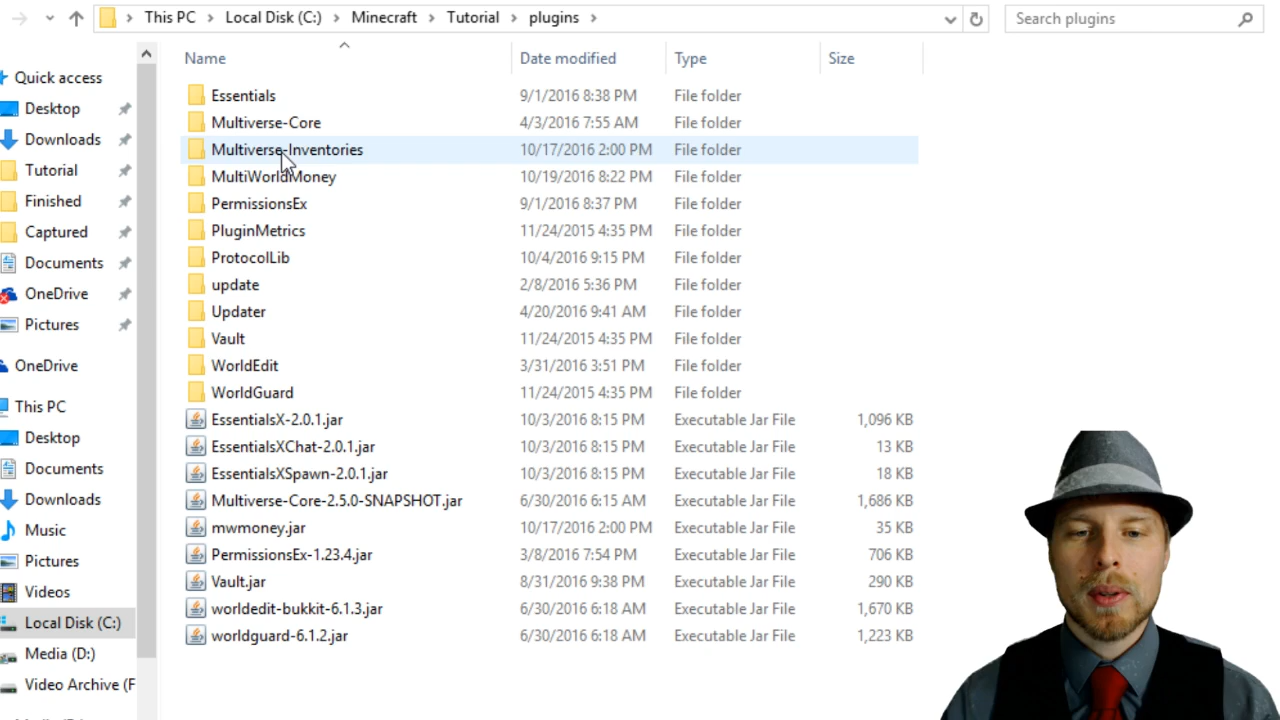 This PC > Local Disk (C:) > Minecraft > Tutorial > plugins >
Search plugins
Name Date modified Type Size
Quick access
Desktop
Downloads
Tutorial
Finished
Captured
Documents
OneDrive
Pictures
OneDrive
This PC
Desktop
Documents
Downloads
Music
Pictures
Videos
Local Disk (C:)
Media (D:)
Video Archive (F
Essentials 9/1/2016 8:38 PM File folder
Multiverse-Core 4/3/2016 7:55 AM File folder
Multiverse-Inventories 10/17/2016 2:00 PM File folder
MultiWorldMoney 10/19/2016 8:22 PM File folder
PermissionsEx 9/1/2016 8:37 PM File folder
PluginMetrics 11/24/2015 4:35 PM File folder
ProtocolLib 10/4/2016 9:15 PM File folder
update 2/8/2016 5:36 PM File folder
Updater 4/20/2016 9:41 AM File folder
Vault 11/24/2015 4:35 PM File folder
WorldEdit 3/31/2016 3:51 PM File folder
WorldGuard 11/24/2015 4:35 PM File folder
EssentialsX-2.0.1.jar 10/3/2016 8:15 PM Executable Jar File 1,096 KB
EssentialsXChat-2.0.1.jar 10/3/2016 8:15 PM Executable Jar File 13 KB
EssentialsXSpawn-2.0.1.jar 10/3/2016 8:15 PM Executable Jar File 18 KB
Multiverse-Core-2.5.0-SNAPSHOT.jar 6/30/2016 6:15 AM Executable Jar File 1,686 KB
mwmoney.jar 10/17/2016 2:00 PM Executable Jar File 35 KB
PermissionsEx-1.23.4.jar 3/8/2016 7:54 PM Executable Jar File 706 KB
Vault.jar 8/31/2016 9:38 PM Executable Jar File 290 KB
worldedit-bukkit-6.1.3.jar 6/30/2016 6:18 AM Executable Jar File 1,670 KB
worldguard-6.1.2.jar 6/30/2016 6:18 AM Executable Jar File 1,223 KB